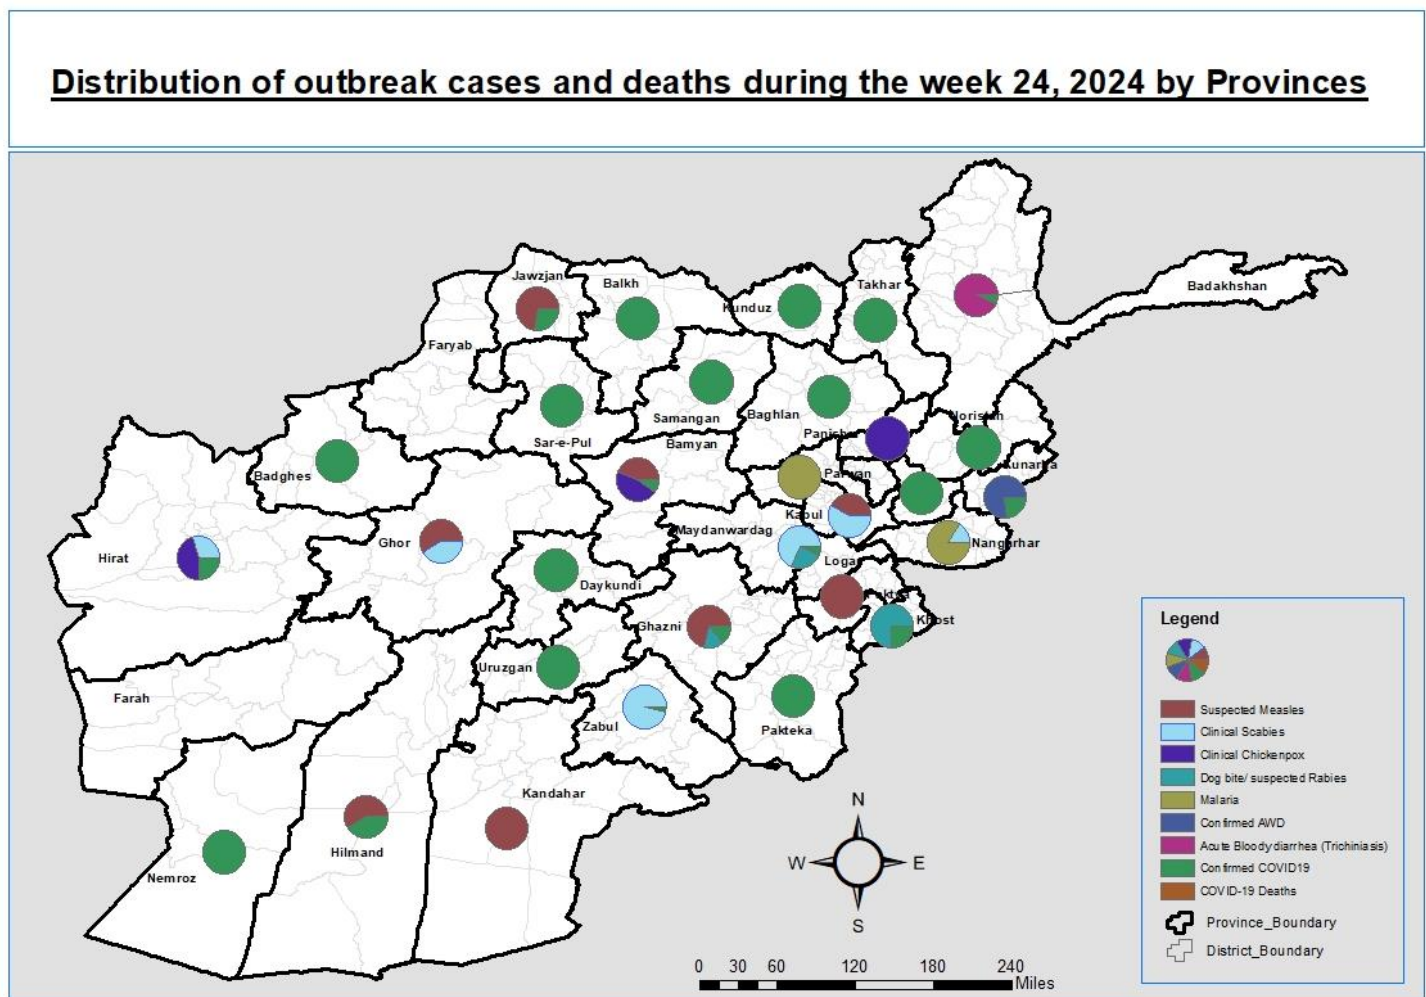 Distribution of outbreak cases and deaths during the week 24, 2024 by Provinces
Jawzjan
Balkh
Kunduz
Takhar
Badakhshan
Faryab
Sar-e-Pul
Samangan
Baghlan
Noristan
Bamyan
Parwan
Badghes
Kabul
Maydanwardag
Nangarhar
Hirat
Ghor
Daykundi
Ghazni
Khost
Uruzgan
Farah
Zabul
Pakteka
Kandahar
Hilmand
Nemroz
N
W
E
S
0 30 60 120 180 240
Miles
Legend
Suspected Measles
Clinical Scabies
Clinical Chickenpox
Dog bite/ suspected Rabies
Malaria
Confirmed AWD
Acute Bloody diarrhea (Trichiniasis)
Confirmed COVID19
COVID-19 Deaths
Province_Boundary
District_Boundary